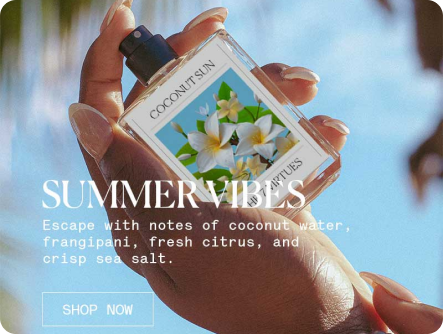 COCONUT SUN
VIRTUES
SUMMER VIBES
Escape with notes of coconut water,
frangipani, fresh citrus, and
crisp sea salt.
SHOP NOW